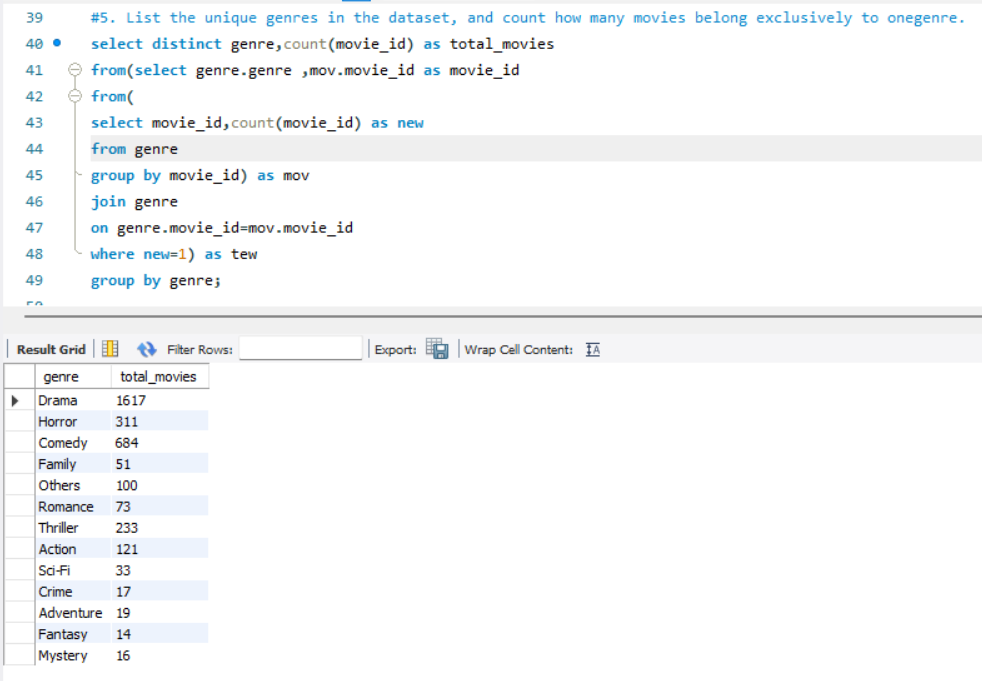 39 #5. List the unique genres in the dataset, and count how many movies belong exclusively to onegenre.
40 select distinct genre,count(movie_id) as total_movies
41 from(select genre.genre ,mov.movie_id as movie_id
42 from(
43 select movie_id,count(movie_id) as new
44 from genre
45 group by movie_id) as mov
46 join genre
47 on genre.movie_id=mov.movie_id
48 where new=1) as tew
49 group by genre;
50
Result Grid Filter Rows: Export: Wrap Cell Content:
genre total_movies
Drama 1617
Horror 311
Comedy 684
Family 51
Others 100
Romance 73
Thriller 233
Action 121
Sci-Fi 33
Crime 17
Adventure 19
Fantasy 14
Mystery 16